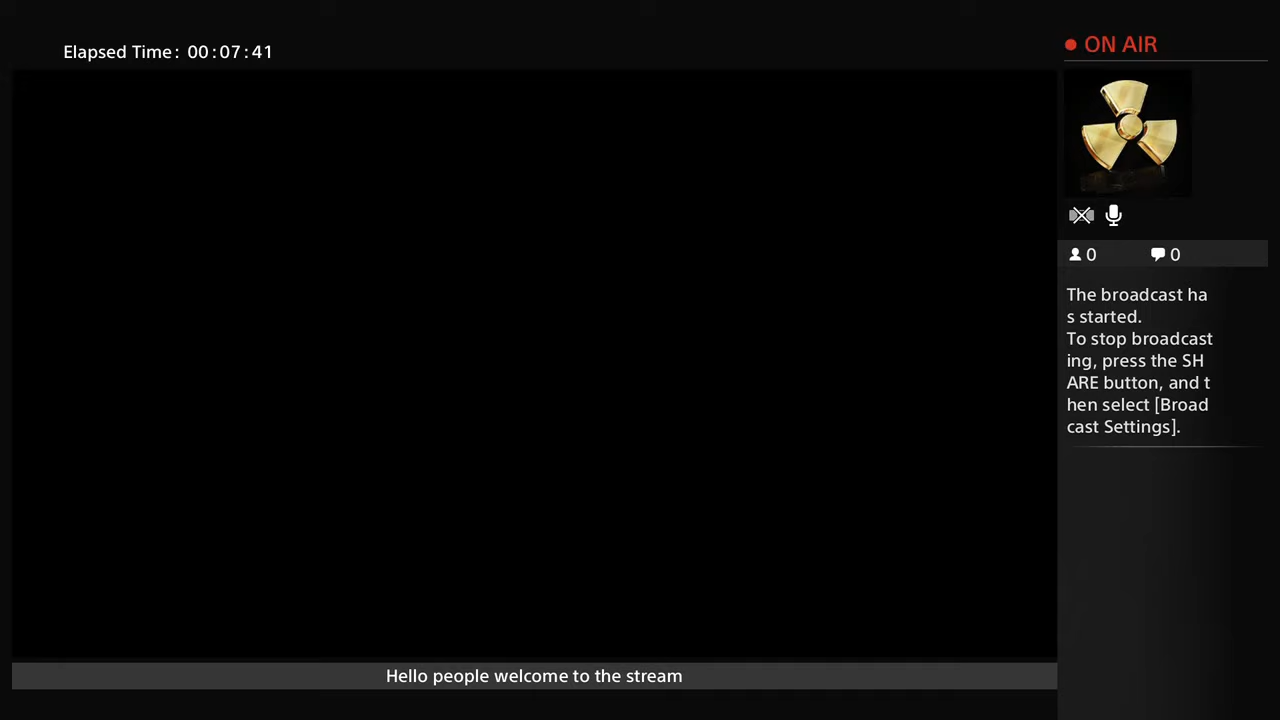 Elapsed Time: 00:07:41
ON AIR
0 0
The broadcast ha
s started.
To stop broadcast
ing, press the SH
ARE button, and t
hen select [Broad
cast Settings].
Hello people welcome to the stream